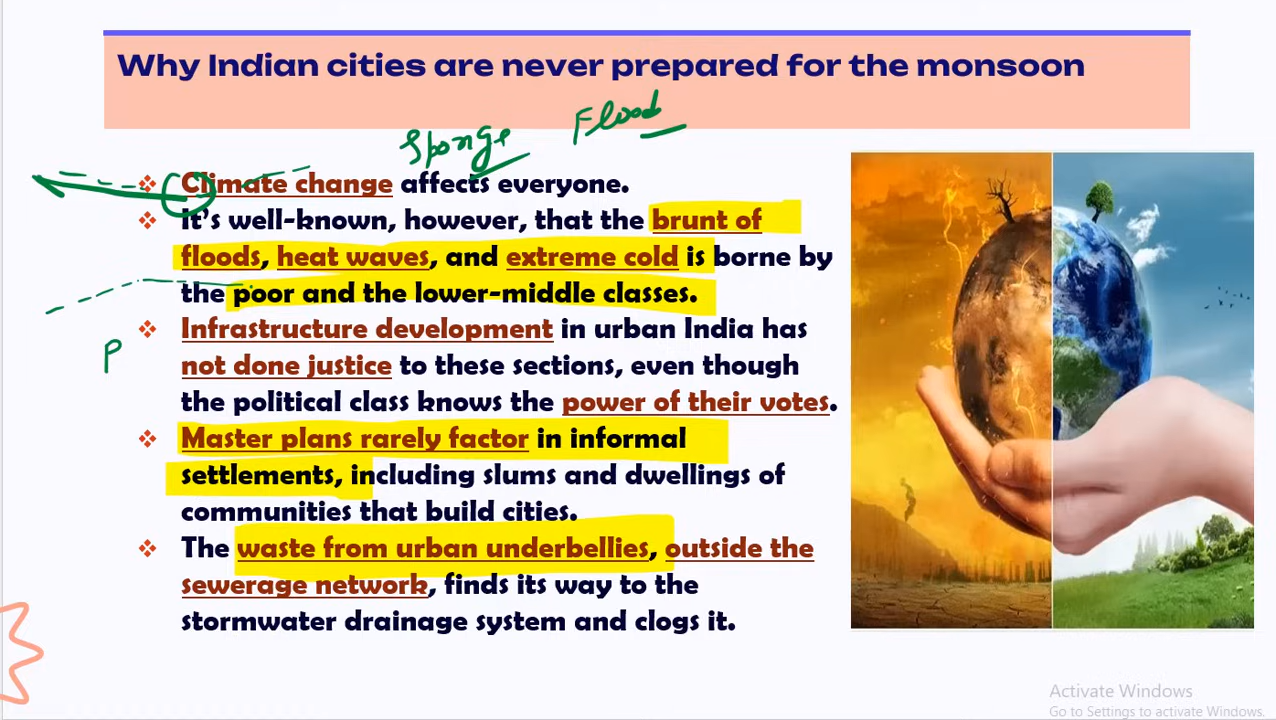 Why Indian cities are never prepared for the monsoon
Flood
Sponge
❖ Climate change affects everyone.
❖ It's well-known, however, that the brunt of
floods, heat waves, and extreme cold is borne by
the poor and the lower-middle classes.
❖ Infrastructure development in urban India has
P
not done justice to these sections, even though
the political class knows the power of their votes.
❖ Master plans rarely factor in informal
settlements, including slums and dwellings of
communities that build cities.
❖ The waste from urban underbellies, outside the
sewerage network, finds its way to the
stormwater drainage system and clogs it.
Activate Windows
Go to Settings to activate Windows.